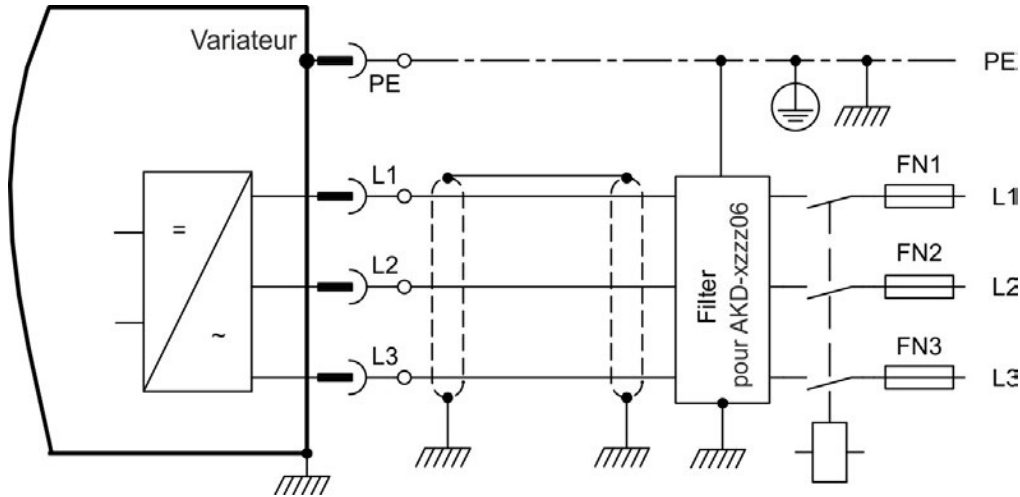 Variateur
PE
PE
L1
FN1
L1
L2
FN2
L2
L3
FN3
L3
=
~
Filter
pour AKD-xzzz06